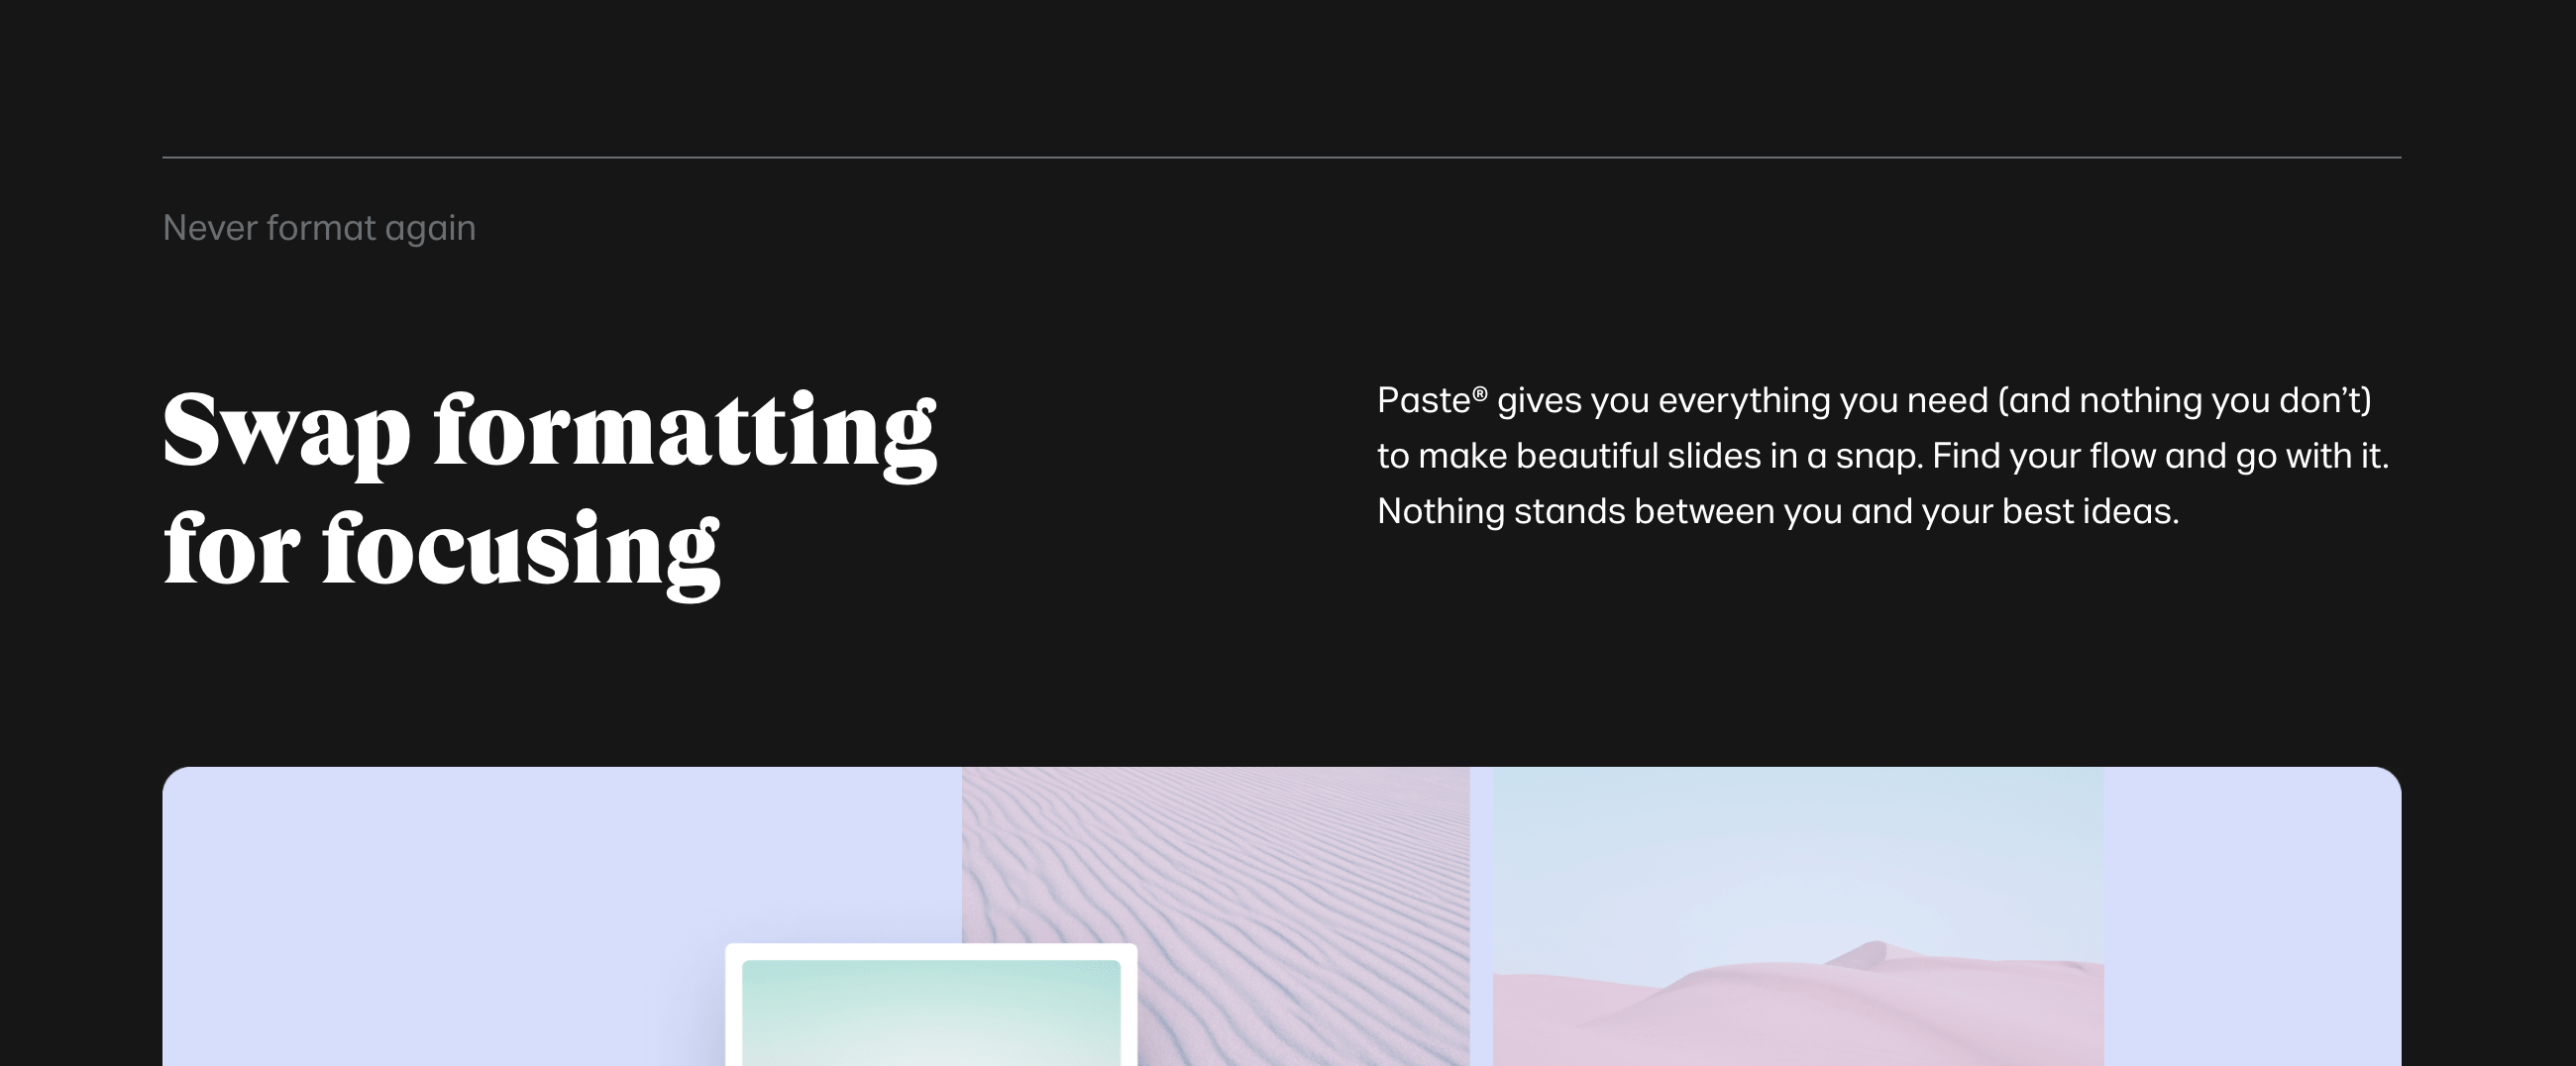 Never format again
Swap formatting
for focusing
Paste® gives you everything you need (and nothing you don’t)
to make beautiful slides in a snap. Find your flow and go with it.
Nothing stands between you and your best ideas.